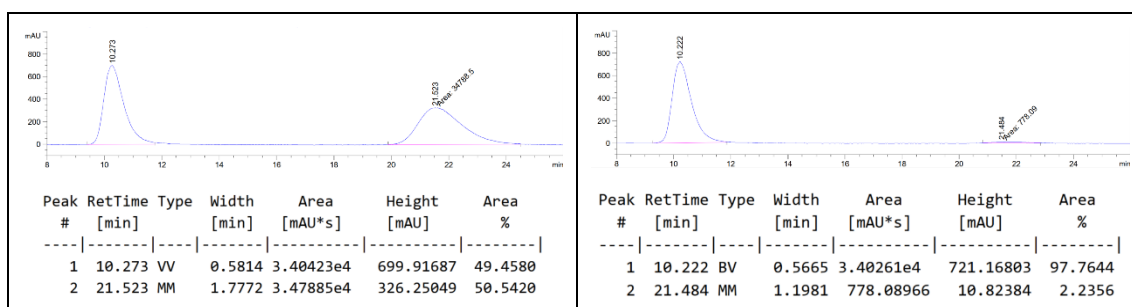 mAU
800
600
400
200
0
10.273
21.523
Area: 34788.5
8 10 12 14 16 18 20 22 24
Peak RetTime Type Width Area Height Area
# [min] [min] [mAU*s] [mAU] %
----|-------|----|-------|----------|----------|--------|
1 10.273 VV 0.5814 3.40423e4 699.91687 49.4580
2 21.523 MM 1.7772 3.47885e4 326.25049 50.5420
mAU
800
600
400
200
0
10.222
21.484
Area: 778.09
8 10 12 14 16 18 20 22 24
Peak RetTime Type Width Area Height Area
# [min] [min] [mAU*s] [mAU] %
----|-------|----|-------|----------|----------|--------|
1 10.222 BV 0.5665 3.40261e4 721.16803 97.7644
2 21.484 MM 1.1981 778.08966 10.82384 2.2356